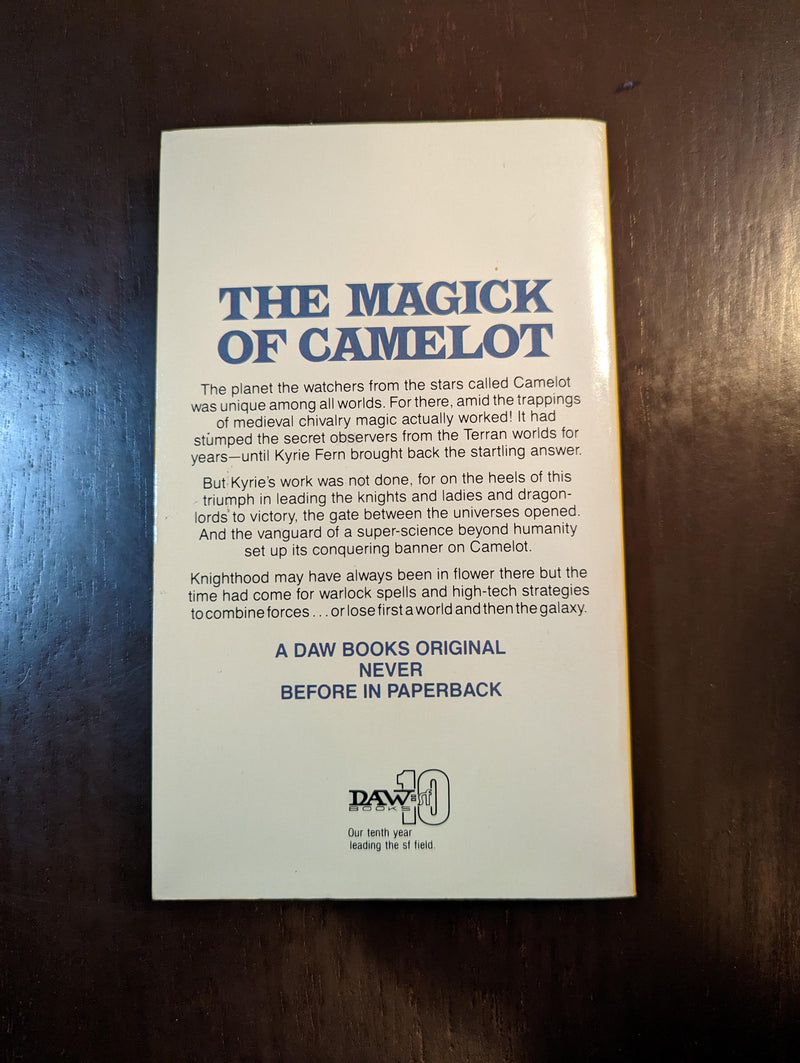 THE MAGICK
OF CAMELOT
The planet the watchers from the stars called Camelot
was unique among all worlds. For there, amid the trappings
of medieval chivalry magic actually worked! It had
stumped the secret observers from the Terran worlds for
years—until Kyrie Fern brought back the startling answer.
But Kyrie's work was not done, for on the heels of this
triumph in leading the knights and ladies and dragon-
lords to victory, the gate between the universes opened.
And the vanguard of a super-science beyond humanity
set up its conquering banner on Camelot.
Knighthood may have always been in flower there but the
time had come for warlock spells and high-tech strategies
to combine forces . . . or lose first a world and then the galaxy.
A DAW BOOKS ORIGINAL
NEVER
BEFORE IN PAPERBACK
DAW=sf 10
BOOKS
Our tenth year
leading the sf field.